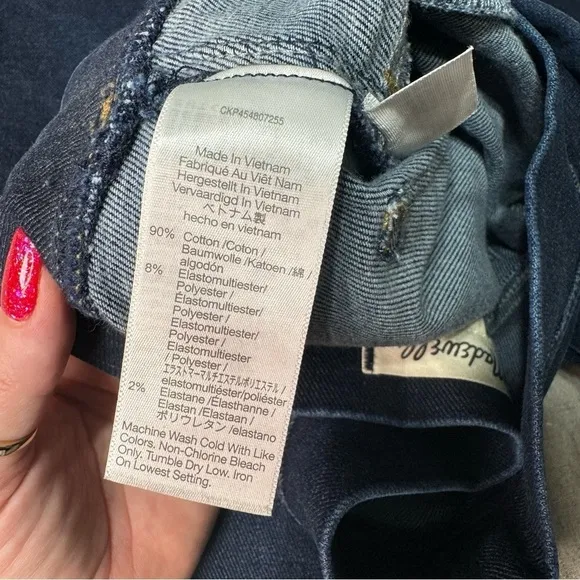 CKP454807255
Made In Vietnam
Fabriqué Au Viêt Nam
Hergestellt In Vietnam
Vervaardigd In Vietnam
ベトナム製
hecho en vietnam
90% Cotton /Coton /
Baumwolle /Katoen /綿 /
algodón
8% Elastomultiester/
Polyester /
Élastomultiester/
Polyester /
Elastomultiester/
Polyester /
Elastomultiester/
/ Polyester /
エラストマーマルチエステル/ポリエステル /
elastomultiéster/poliéster
2% Elastane /Élasthanne /
Elastan /Elastaan /
ポリウレタン /elastano
Machine Wash Cold With Like
Colors. Non-Chlorine Bleach
Only. Tumble Dry Low. Iron
On Lowest Setting.
Madewell